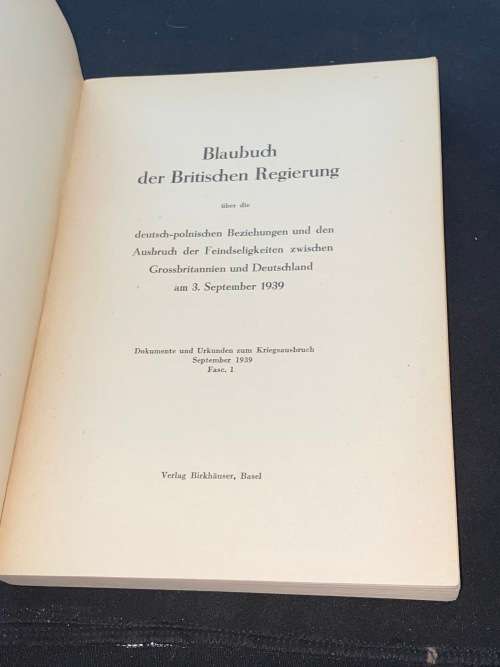 Blaubuch
der Britischen Regierung
über die
deutsch-polnischen Beziehungen und den
Ausbruch der Feindseligkeiten zwischen
Grossbritannien und Deutschland
am 3. September 1939
Dokumente und Urkunden zum Kriegsausbruch
September 1939
Fasc. 1
Verlag Birkhäuser, Basel